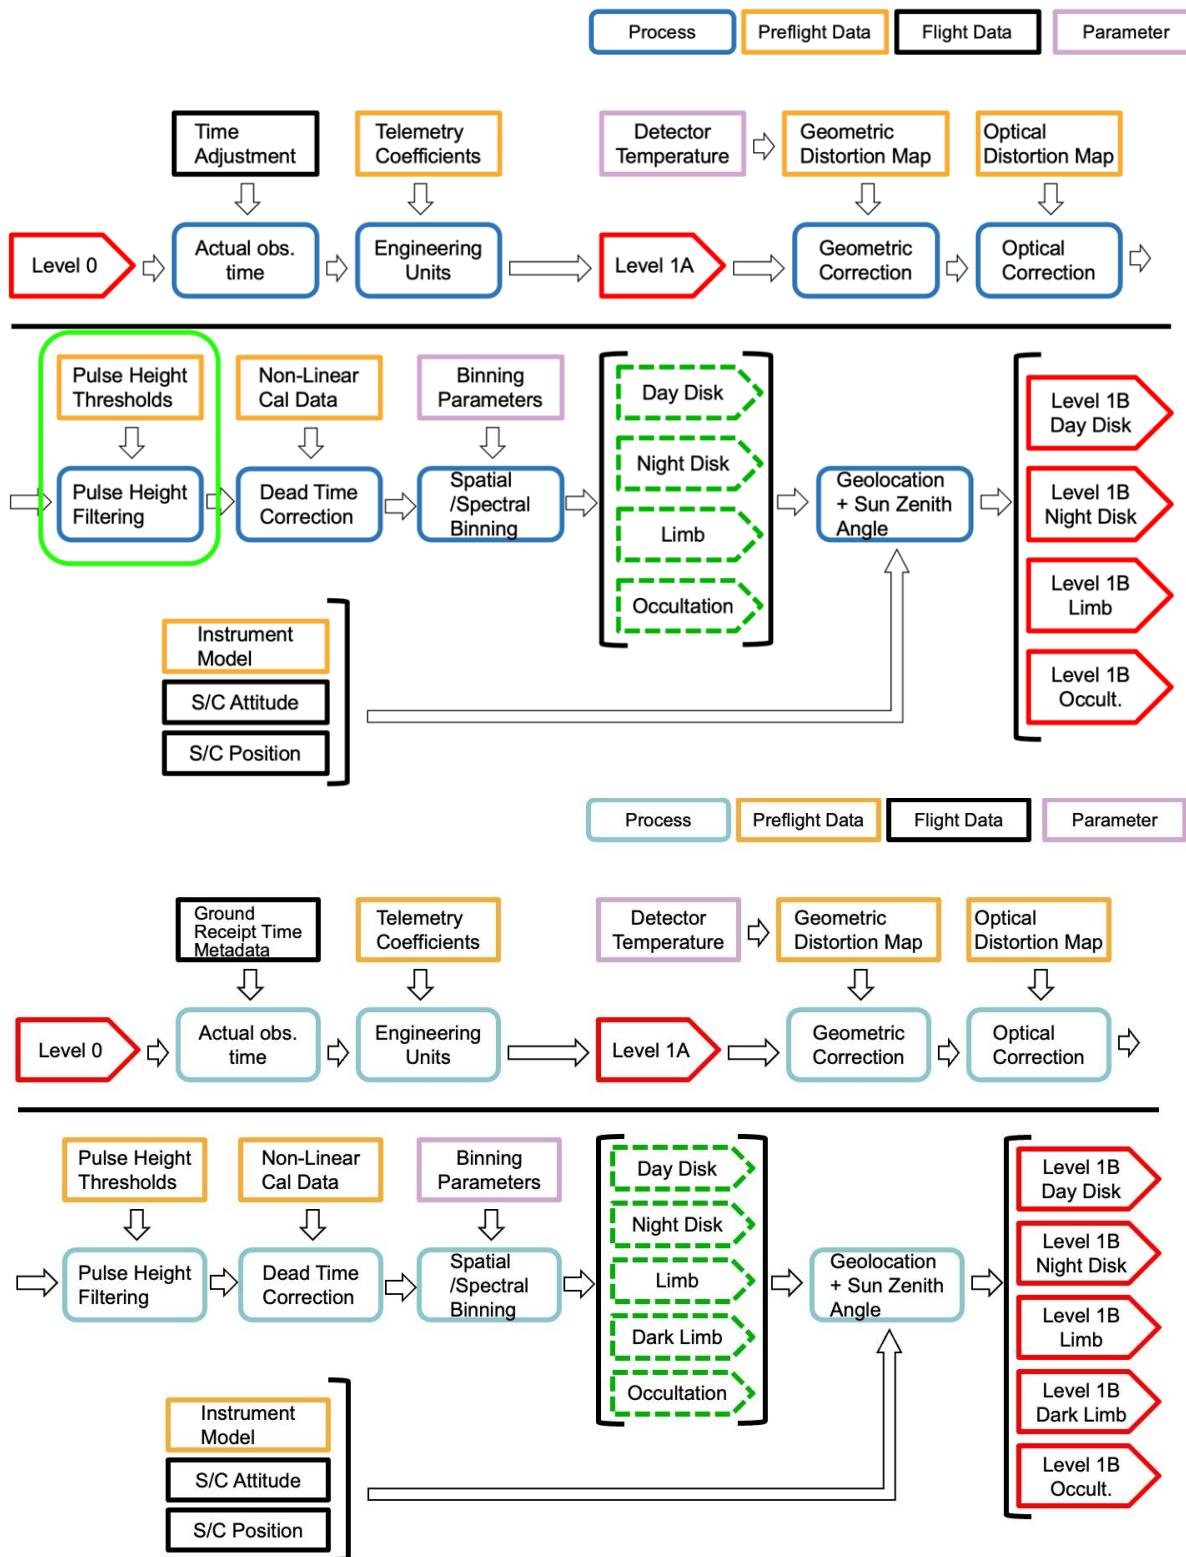 Process
Preflight Data
Flight Data
Parameter
Time
Adjustment
Telemetry
Coefficients
Detector
Temperature
Geometric
Distortion Map
Optical
Distortion Map
Level 0
Actual obs.
time
Engineering
Units
Level 1A
Geometric
Correction
Optical
Correction
Pulse Height
Thresholds
Non-Linear
Cal Data
Binning
Parameters
Pulse Height
Filtering
Dead Time
Correction
Spatial
/Spectral
Binning
Day Disk
Night Disk
Limb
Occultation
Geolocation
+ Sun Zenith
Angle
Level 1B
Day Disk
Level 1B
Night Disk
Level 1B
Limb
Level 1B
Occult.
Instrument
Model
S/C Attitude
S/C Position
Process
Preflight Data
Flight Data
Parameter
Ground
Receipt Time
Metadata
Telemetry
Coefficients
Detector
Temperature
Geometric
Distortion Map
Optical
Distortion Map
Level 0
Actual obs.
time
Engineering
Units
Level 1A
Geometric
Correction
Optical
Correction
Pulse Height
Thresholds
Non-Linear
Cal Data
Binning
Parameters
Pulse Height
Filtering
Dead Time
Correction
Spatial
/Spectral
Binning
Day Disk
Night Disk
Limb
Dark Limb
Occultation
Geolocation
+ Sun Zenith
Angle
Level 1B
Day Disk
Level 1B
Night Disk
Level 1B
Limb
Level 1B
Dark Limb
Level 1B
Occult.
Instrument
Model
S/C Attitude
S/C Position